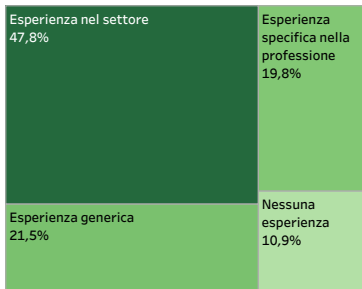 Esperienza nel settore
47,8%
Esperienza
specifica nella
professione
19,8%
Esperienza generica
21,5%
Nessuna
esperienza
10,9%